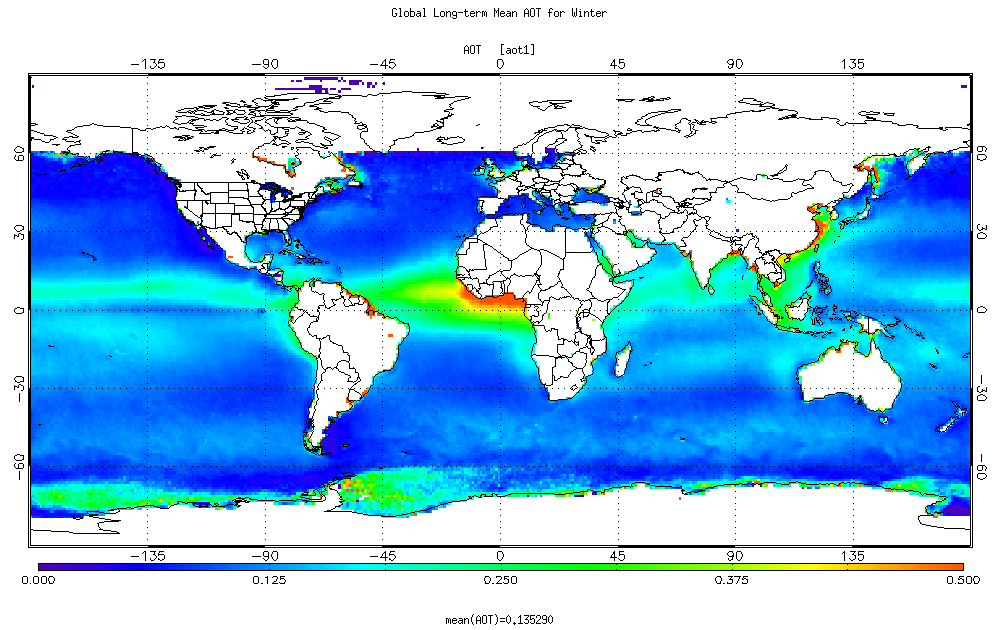 Global Long-term Mean AOT for Winter
AOT [aot1]
-135 -90 -45 0 45 90 135
60 60
30 30
0 0
-30 -30
-60 -60
-135 -90 -45 0 45 90 135
0.000 0.125 0.250 0.375 0.500
mean(AOT)=0.135290